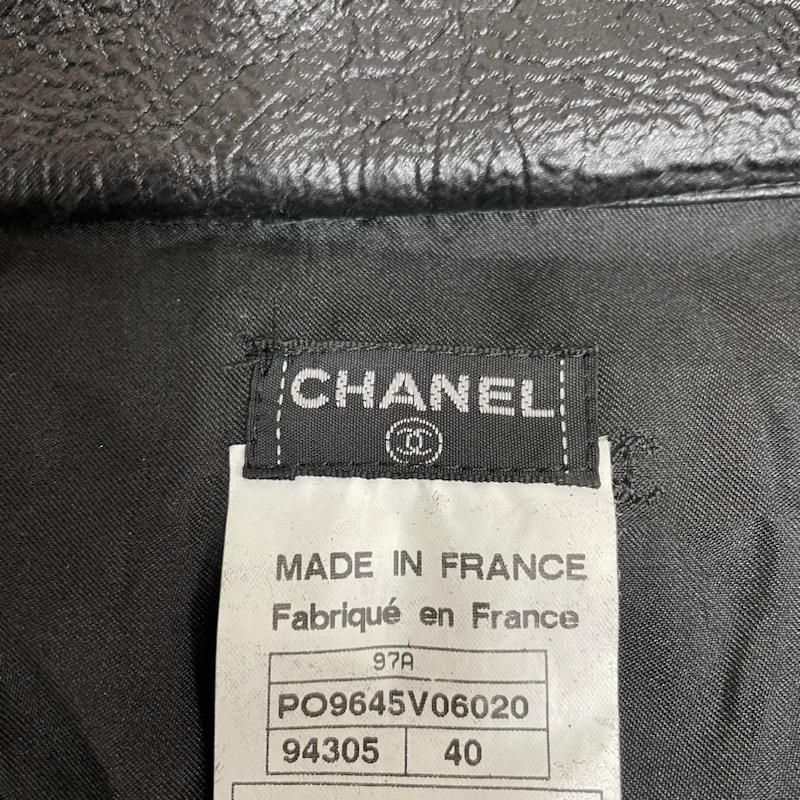 CHANEL
MADE IN FRANCE
Fabriqué en France
97A
PO9645V06020
94305 40